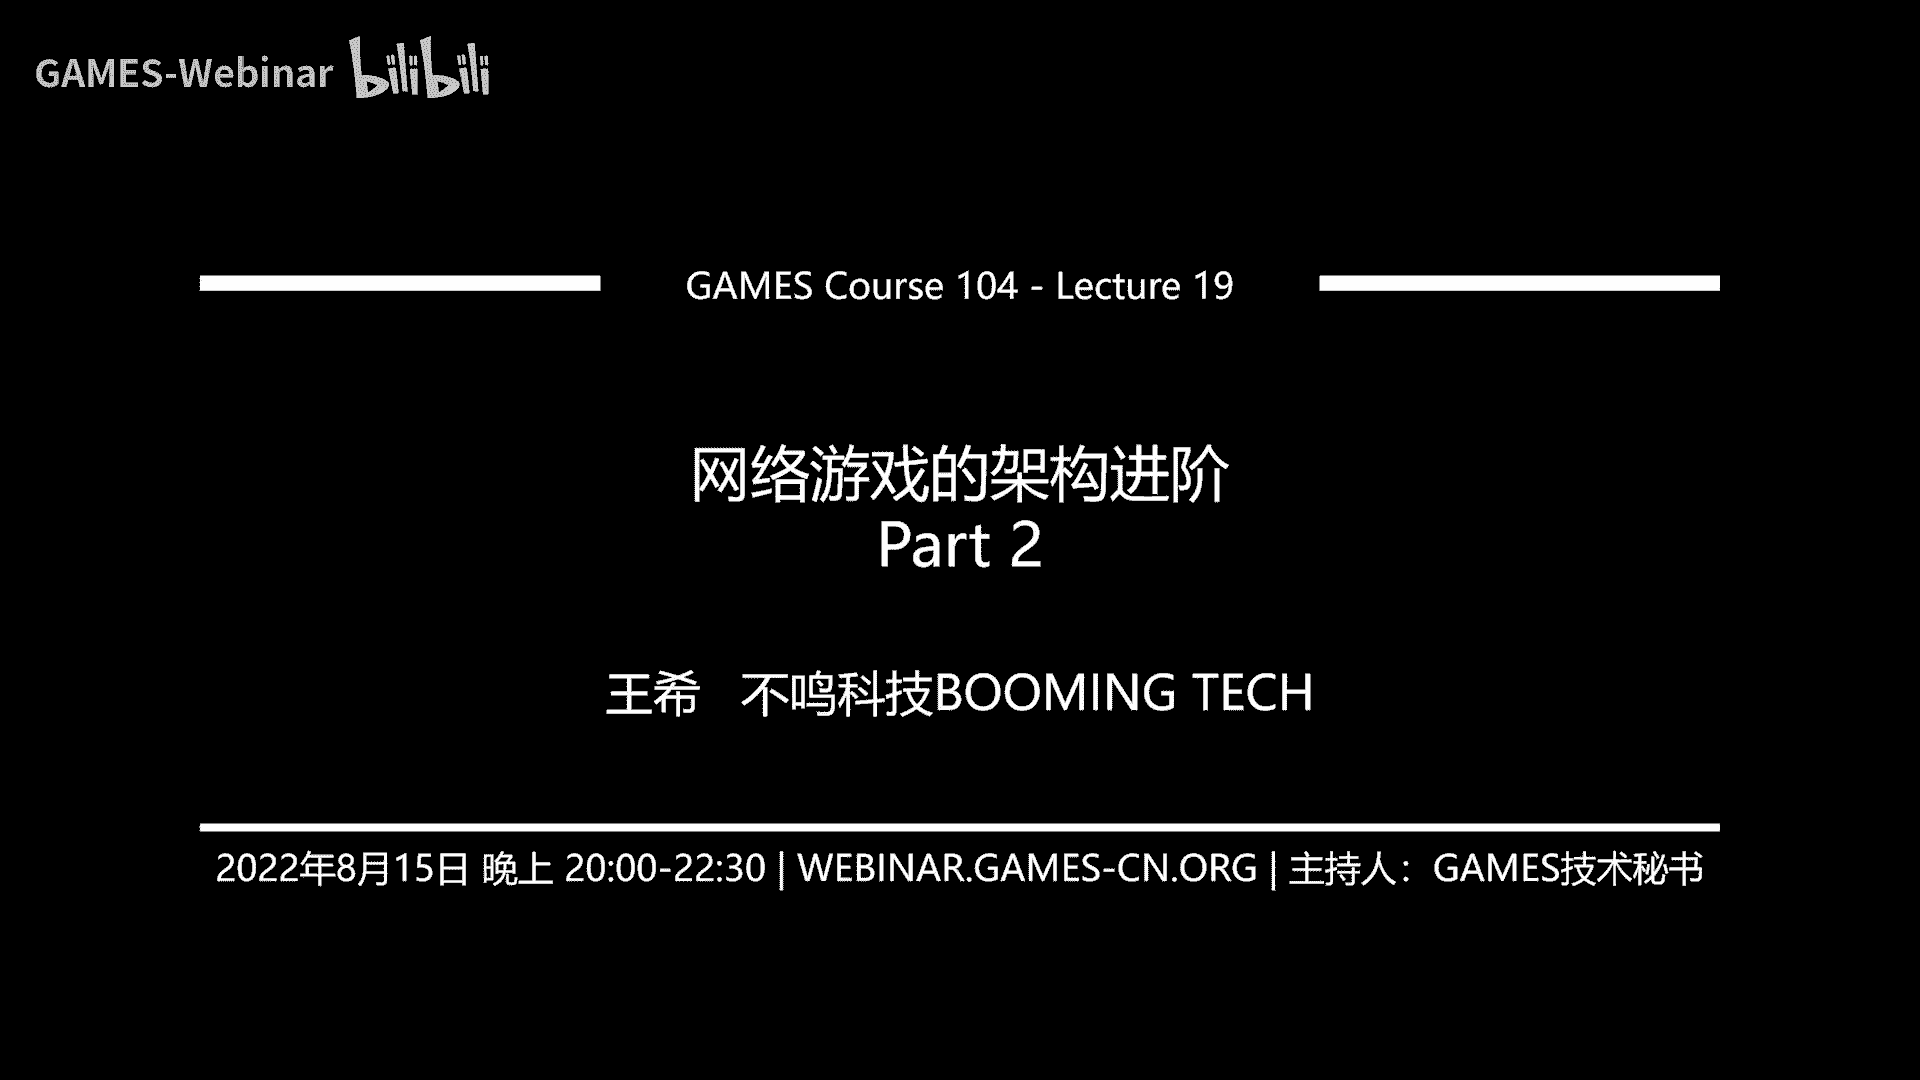 GAMES-Webinar bilibili
GAMES Course 104 - Lecture 19
网络游戏的架构进阶
Part 2
王希 不鸣科技BOOMING TECH
2022年8月15日 晚上 20:00-22:30 | WEBINAR.GAMES-CN.ORG | 主持人：GAMES技术秘书